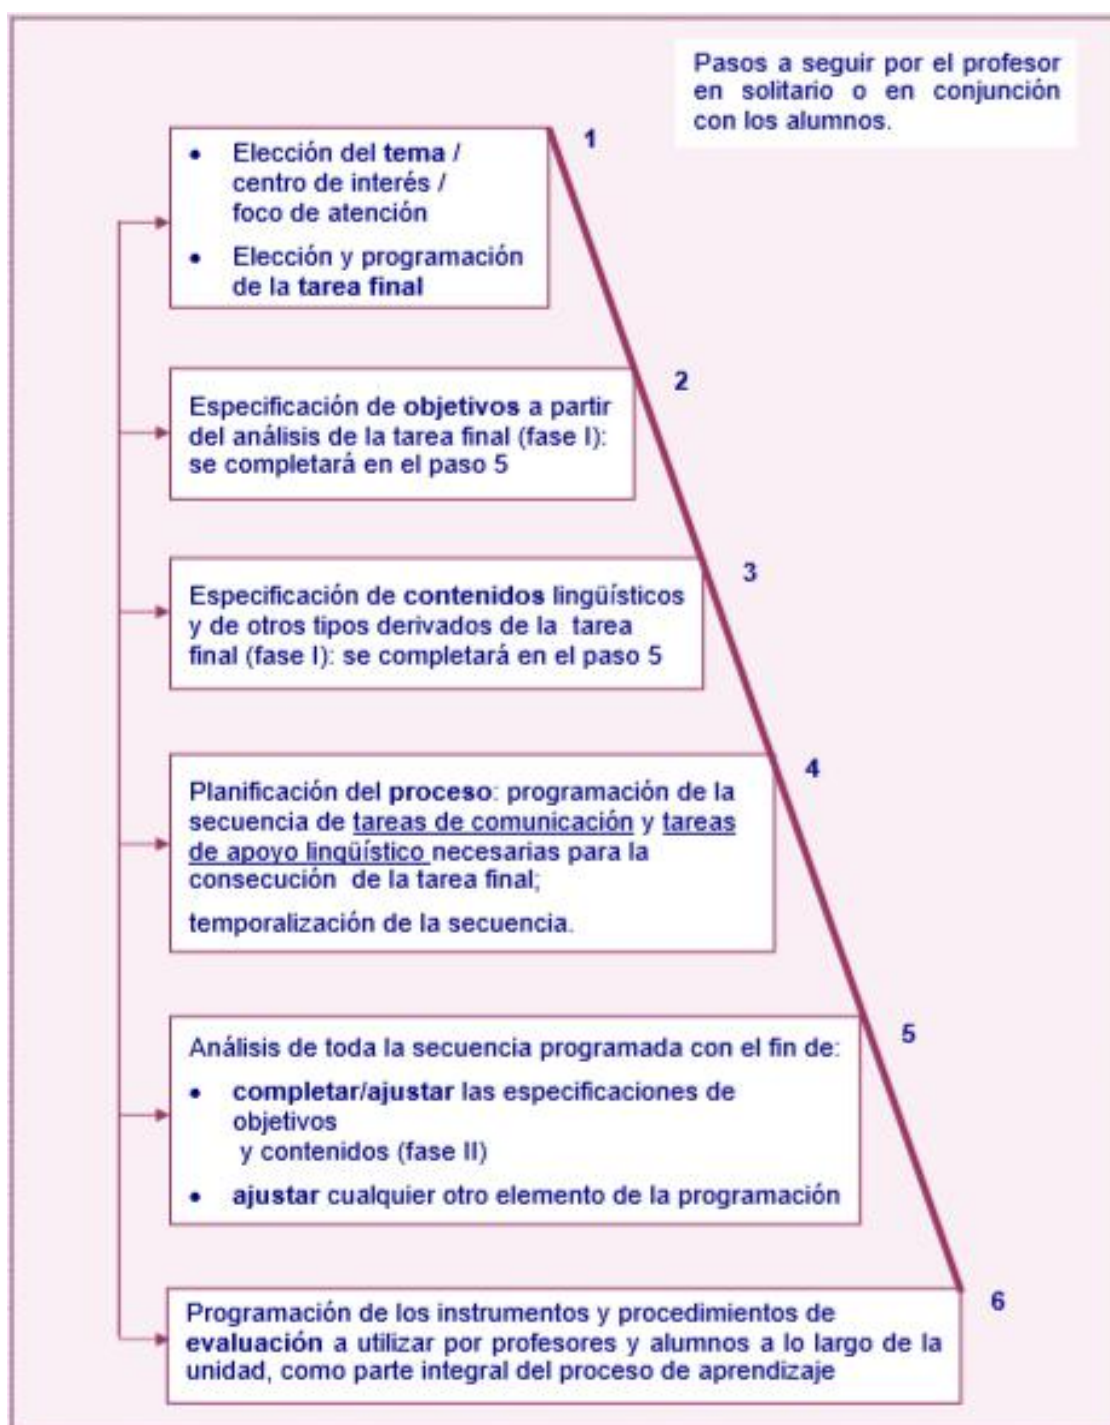 Pasos a seguir por el profesor
en solitario o en conjunción
con los alumnos.
1
• Elección del tema /
centro de interés /
foco de atención
• Elección y programación
de la tarea final
2
Especificación de objetivos a partir
del análisis de la tarea final (fase I):
se completará en el paso 5
3
Especificación de contenidos lingüísticos
y de otros tipos derivados de la tarea
final (fase I): se completará en el paso 5
4
Planificación del proceso: programación de la
secuencia de tareas de comunicación y tareas
de apoyo lingüístico necesarias para la
consecución de la tarea final;
temporalización de la secuencia.
5
Análisis de toda la secuencia programada con el fin de:
• completar/ajustar las especificaciones de
objetivos
y contenidos (fase II)
• ajustar cualquier otro elemento de la programación
6
Programación de los instrumentos y procedimientos de
evaluación a utilizar por profesores y alumnos a lo largo de la
unidad, como parte integral del proceso de aprendizaje